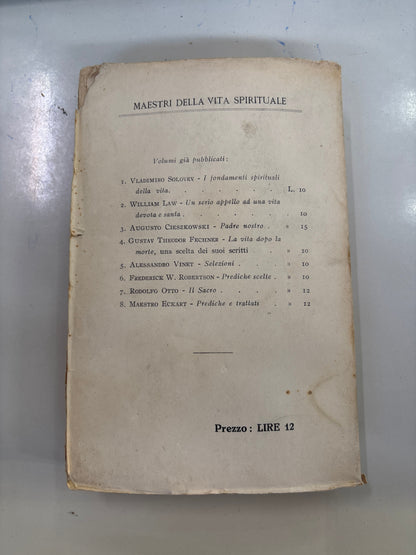 MAESTRI DELLA VITA SPIRITUALE
Volumi già pubblicati:
1. VLADIMIRO SOLOVEV - I fondamenti spirituali
della vita. . . . . . . . L. 10
2. WILLIAM LAW - Un serio appello ad una vita
devota e santa . . . . . . . » 10
3. AUGUSTO CIESZKOWSKI - Padre nostro . » 15
4. GUSTAV THEODOR FECHNER - La vita dopo la
morte, una scelta dei suoi scritti . . » 10
5. ALESSANDRO VINET - Selezioni . . . » 10
6. FREDERICK W. ROBERTSON - Prediche scelte . » 10
7. RODOLFO OTTO - Il Sacro . . . . » 12
8. MAESTRO ECKART - Prediche e trattati . » 12
Prezzo: LIRE 12